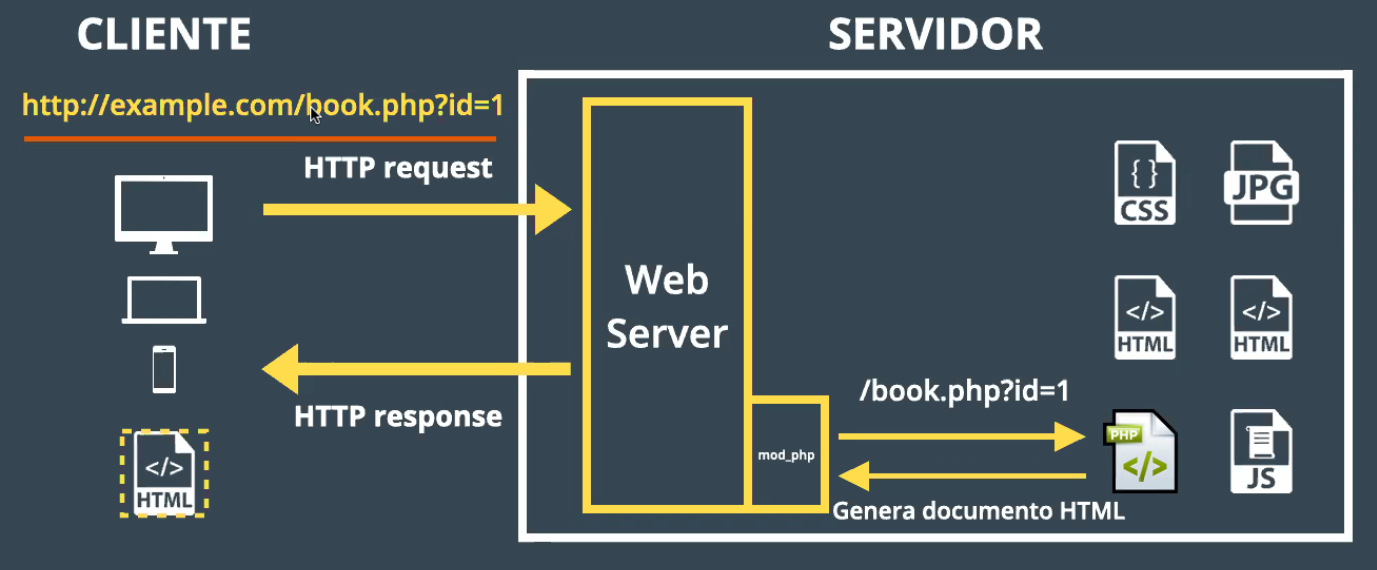 CLIENTE
SERVIDOR
http://example.com/book.php?id=1
HTTP request
CSS
JPG
Web
Server
HTML
HTML
HTTP response
/book.php?id=1
mod_php
PHP
</>
</>
</>
</>
{}
HTML
JS
Genera documento HTML